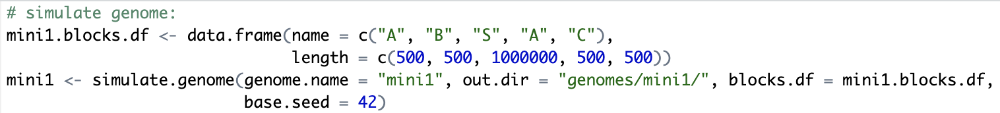 # simulate genome:
mini1.blocks.df <- data.frame(name = c("A", "B", "S", "A", "C"),
                              length = c(500, 500, 1000000, 500, 500))
mini1 <- simulate.genome(genome.name = "mini1", out.dir = "genomes/mini1/", blocks.df = mini1.blocks.df,
                         base.seed = 42)